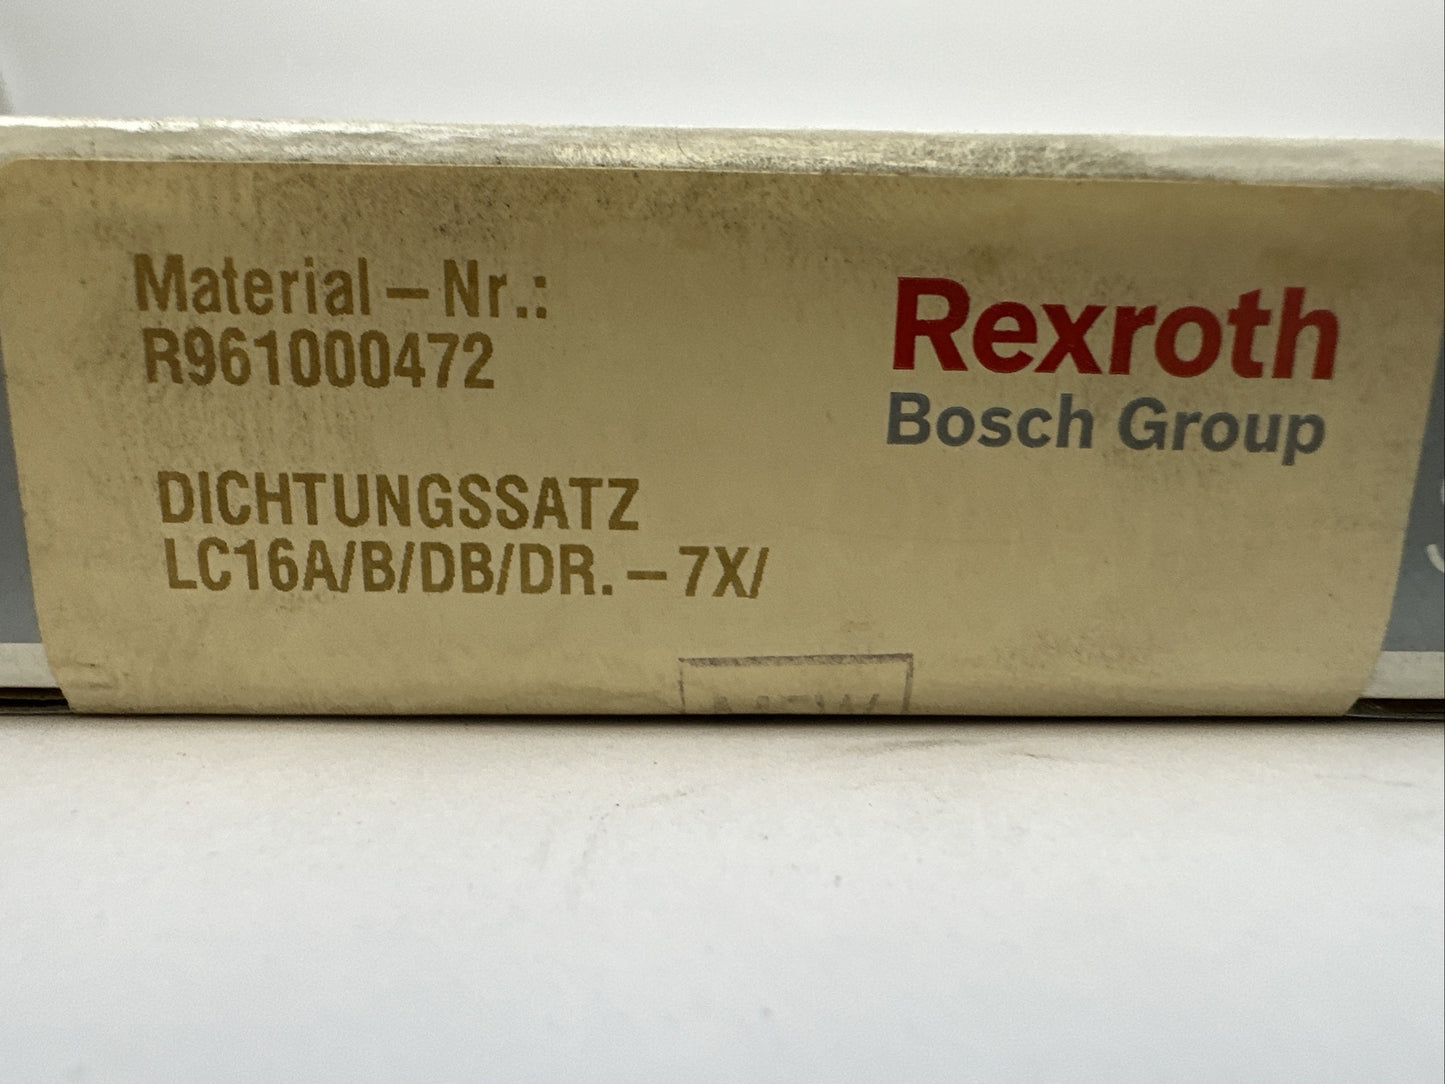 Material – Nr.:
R961000472
DICHTUNGSSATZ
LC16A/B/DB/DR. – 7X/
Rexroth
Bosch Group